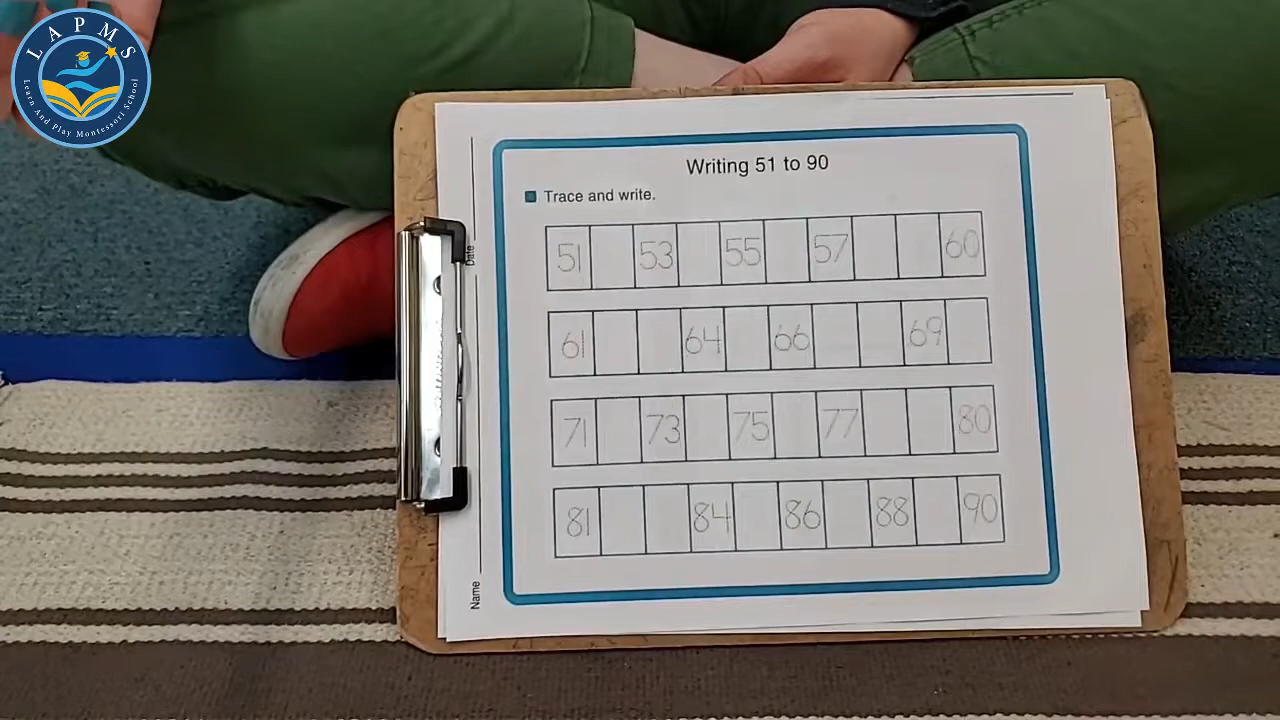 LAPMS
Learn And Play Montessori School
Writing 51 to 90
Trace and write.
51 53 55 57 60
61 64 66 69
71 73 75 77 80
81 84 86 88 90
Date
Name